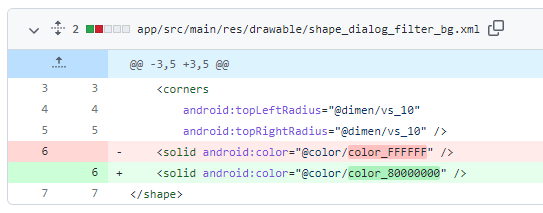 2 app/src/main/res/drawable/shape_dialog_filter_bg.xml
@@ -3,5 +3,5 @@
3 3 <corners
4 4 android:topLeftRadius="@dimen/vs_10"
5 5 android:topRightRadius="@dimen/vs_10" />
6 - <solid android:color="@color/color_FFFFFF" />
6 + <solid android:color="@color/color_80000000" />
7 7 </shape>